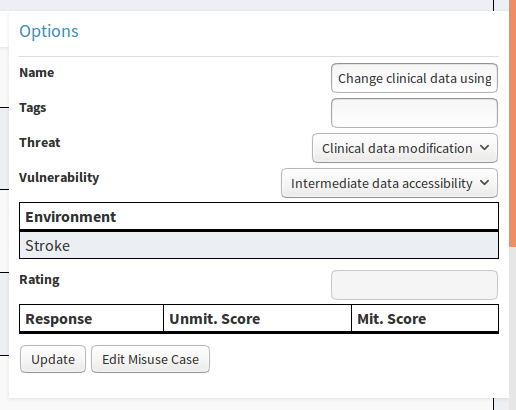 Options
Name Change clinical data using
Tags
Threat Clinical data modification
Vulnerability Intermediate data accessibility
Environment
Stroke
Rating
Response Unmit. Score Mit. Score
Update Edit Misuse Case